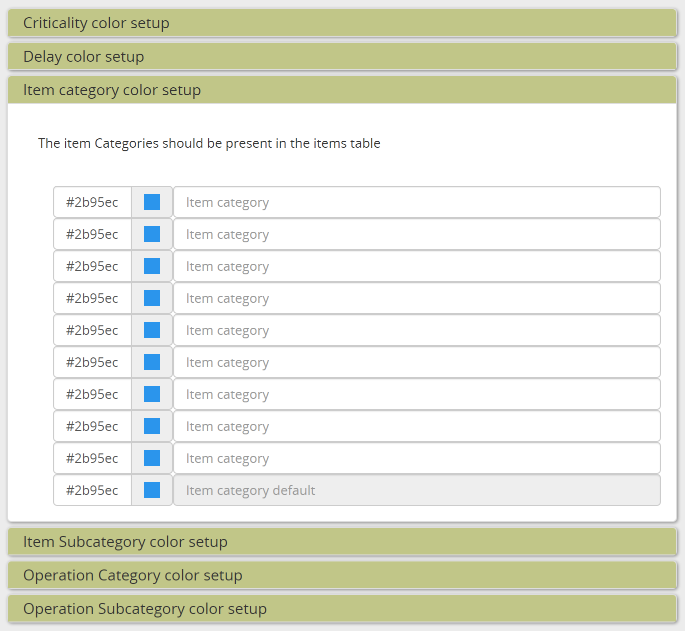 Criticality color setup
Delay color setup
Item category color setup
The item Categories should be present in the items table
#2b95ec Item category
#2b95ec Item category
#2b95ec Item category
#2b95ec Item category
#2b95ec Item category
#2b95ec Item category
#2b95ec Item category
#2b95ec Item category
#2b95ec Item category
#2b95ec Item category default
Item Subcategory color setup
Operation Category color setup
Operation Subcategory color setup